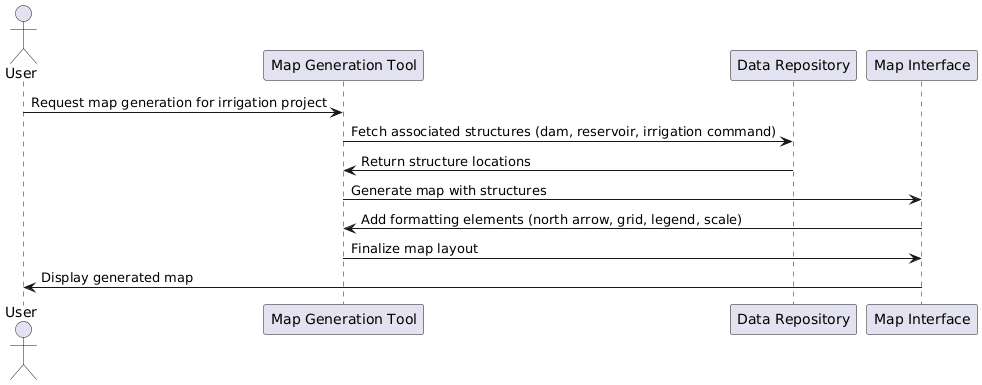 User
Map Generation Tool
Data Repository
Map Interface
Request map generation for irrigation project
Fetch associated structures (dam, reservoir, irrigation command)
Return structure locations
Generate map with structures
Add formatting elements (north arrow, grid, legend, scale)
Finalize map layout
Display generated map
User
Map Generation Tool
Data Repository
Map Interface